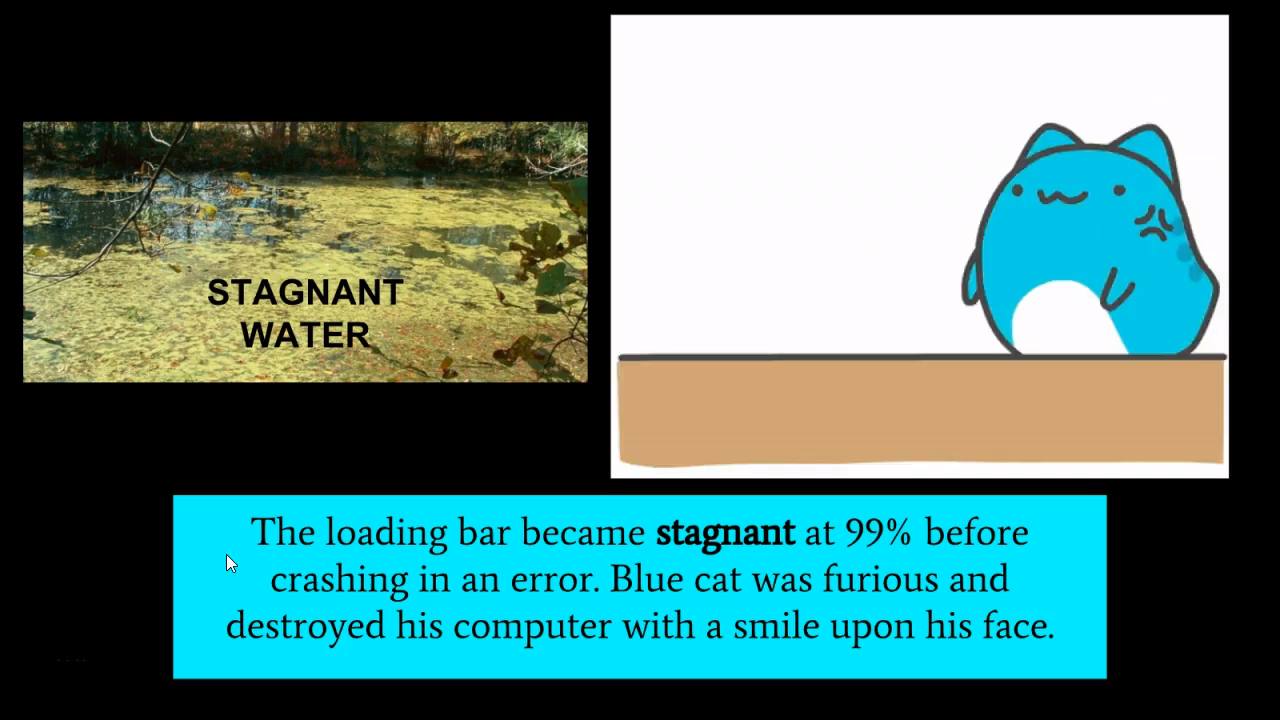 STAGNANT
WATER
The loading bar became stagnant at 99% before
crashing in an error. Blue cat was furious and
destroyed his computer with a smile upon his face.